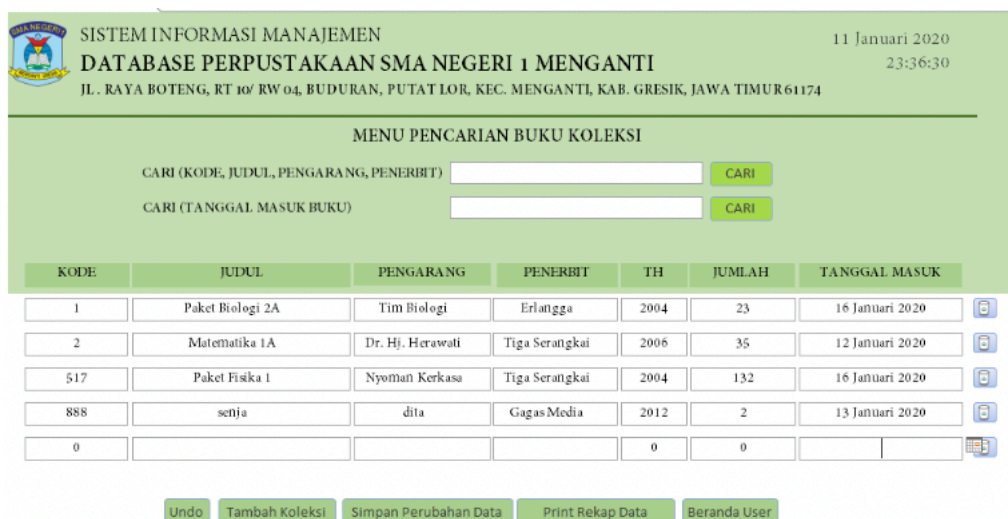 SMA NEGERI 1
SISTEM INFORMASI MANAJEMEN
11 Januari 2020
DATABASE PERPUSTAKAAN SMA NEGERI 1 MENGANTI
23:36:30
JL. RAYA BOTENG, RT 10/ RW 04, BUDURAN, PUTAT LOR, KEC. MENGANTI, KAB. GRESIK, JAWA TIMUR 61174
MENU PENCARIAN BUKU KOLEKSI
CARI (KODE, JUDUL, PENGARANG, PENERBIT) CARI
CARI (TANGGAL MASUK BUKU) CARI
KODE JUDUL PENGARANG PENERBIT TH JUMLAH TANGGAL MASUK
1 Paket Biologi 2A Tim Biologi Erlangga 2004 23 16 Januari 2020
2 Matematika 1A Dr. Hj. Herawati Tiga Serangkai 2006 35 12 Januari 2020
517 Paket Fisika 1 Nyoman Kerkasa Tiga Serangkai 2004 132 16 Januari 2020
888 senja dita Gagas Media 2012 2 13 Januari 2020
0 0 0
Undo Tambah Koleksi Simpan Perubahan Data Print Rekap Data Beranda User